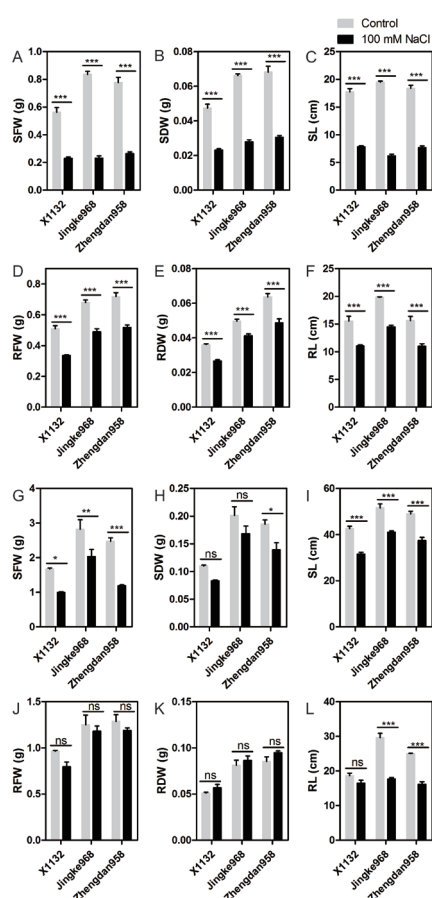 Control
100 mM NaCl
A
SFW (g)
1.0
0.8
0.6
0.4
0.2
0.0
***
***
***
X1132
Jingke968
Zhengdan958
B
SDW (g)
0.08
0.06
0.04
0.02
0.00
***
***
***
X1132
Jingke968
Zhengdan958
C
SL (cm)
25
20
15
10
5
0
***
***
***
X1132
Jingke968
Zhengdan958
D
RFW (g)
1.0
0.8
0.6
0.4
0.2
0.0
***
***
***
X1132
Jingke968
Zhengdan958
E
RDW (g)
0.08
0.06
0.04
0.02
0.00
***
***
***
X1132
Jingke968
Zhengdan958
F
RL (cm)
25
20
15
10
5
0
***
***
***
X1132
Jingke968
Zhengdan958
G
SFW (g)
4
3
2
1
0
*
**
***
X1132
Jingke968
Zhengdan958
H
SDW (g)
0.25
0.20
0.15
0.10
0.05
0.00
ns
ns
*
X1132
Jingke968
Zhengdan958
I
SL (cm)
60
40
20
0
***
***
***
X1132
Jingke968
Zhengdan958
J
RFW (g)
1.5
1.0
0.5
0.0
ns
ns
ns
X1132
Jingke968
Zhengdan958
K
RDW (g)
0.15
0.10
0.05
0.00
ns
ns
ns
X1132
Jingke968
Zhengdan958
L
RL (cm)
40
30
20
10
0
ns
***
***
X1132
Jingke968
Zhengdan958